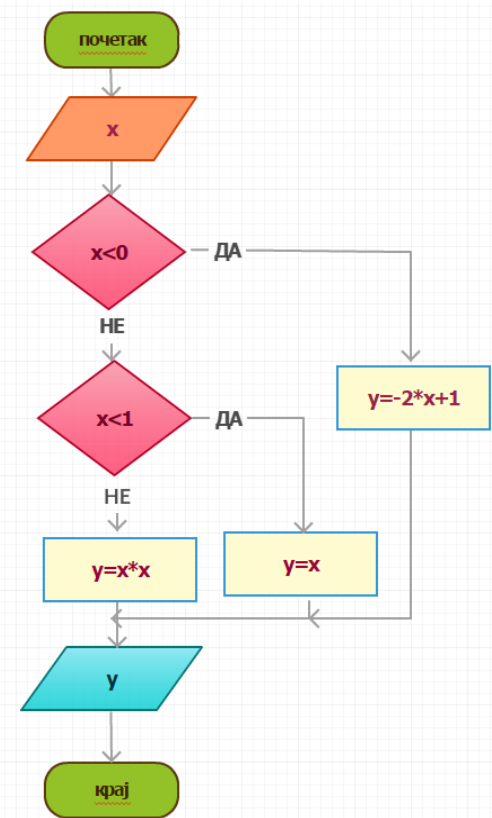 почетак
x
x<0
ДА
НЕ
y=-2*x+1
x<1
ДА
НЕ
y=x*x
y=x
y
крај